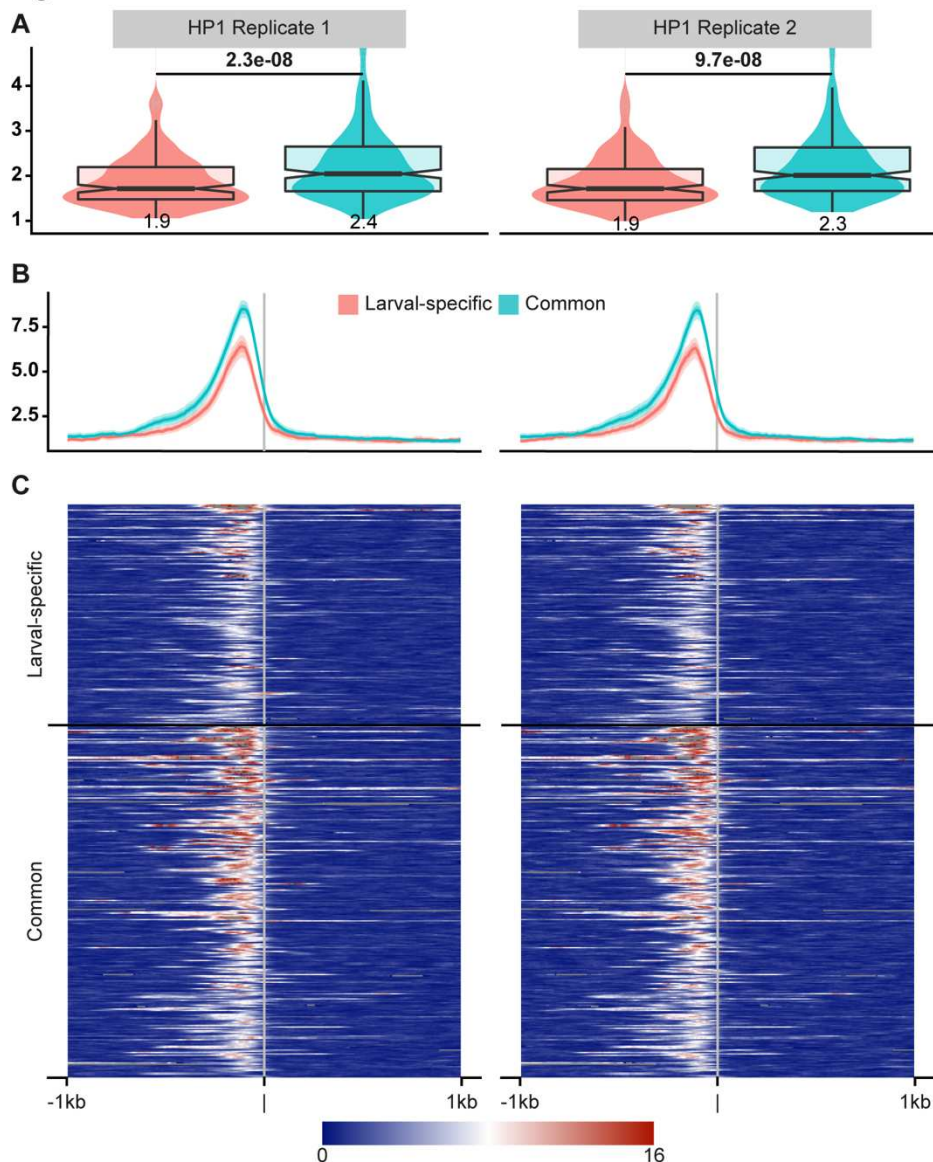 A
HP1 Replicate 1
HP1 Replicate 2
2.3e-08
9.7e-08
4
3
2
1
1.9
2.4
1.9
2.3
B
Larval-specific
Common
7.5
5.0
2.5
C
Larval-specific
Common
-1kb
|
1kb
-1kb
|
1kb
0
16